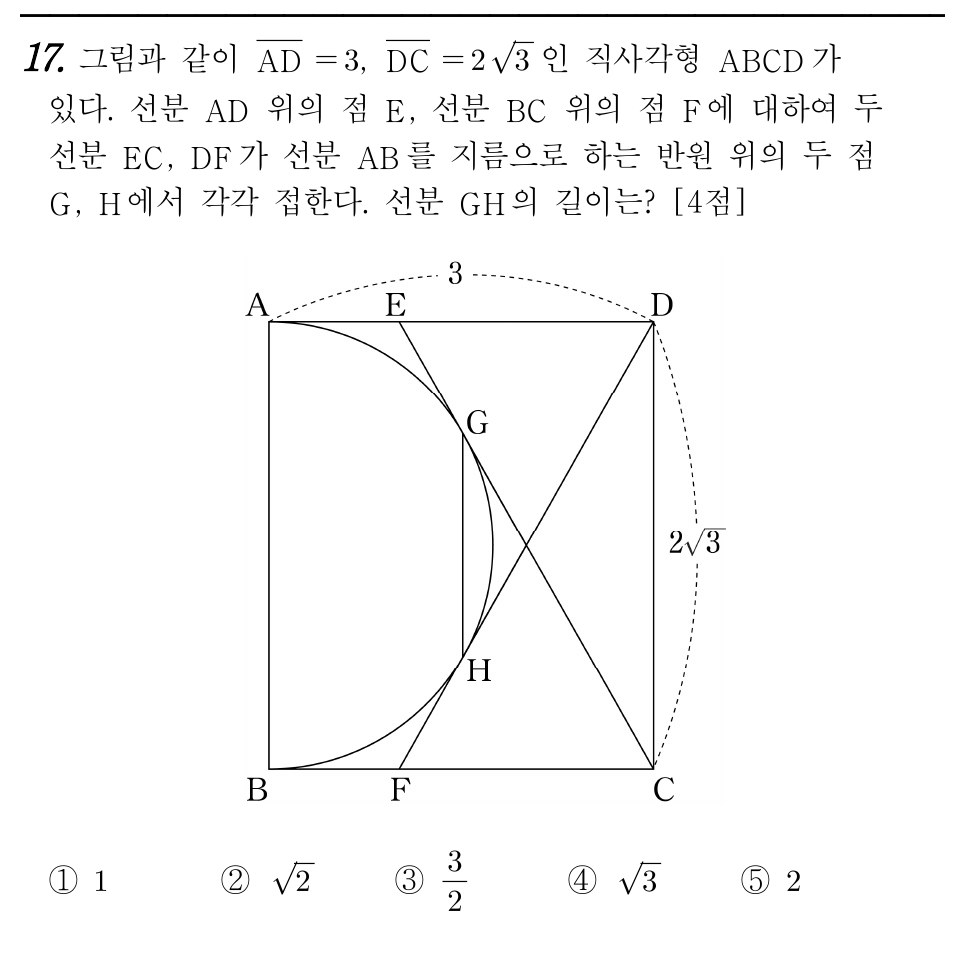 17. 그림과 같이 AD = 3, DC = 2√3 인 직사각형 ABCD가
있다. 선분 AD 위의 점 E, 선분 BC 위의 점 F에 대하여 두
선분 EC, DF가 선분 AB를 지름으로 하는 반원 위의 두 점
G, H에서 각각 접한다. 선분 GH의 길이는? [4점]
3
A E D
G
2√3
H
B F C
① 1 ② √2 ③ 3/2 ④ √3 ⑤ 2